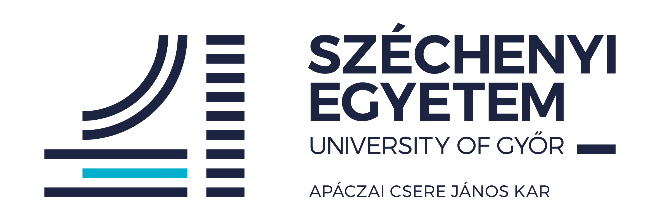 SZÉCHENYI
EGYETEM
UNIVERSITY OF GYŐR
APÁCZAI CSERE JÁNOS KAR